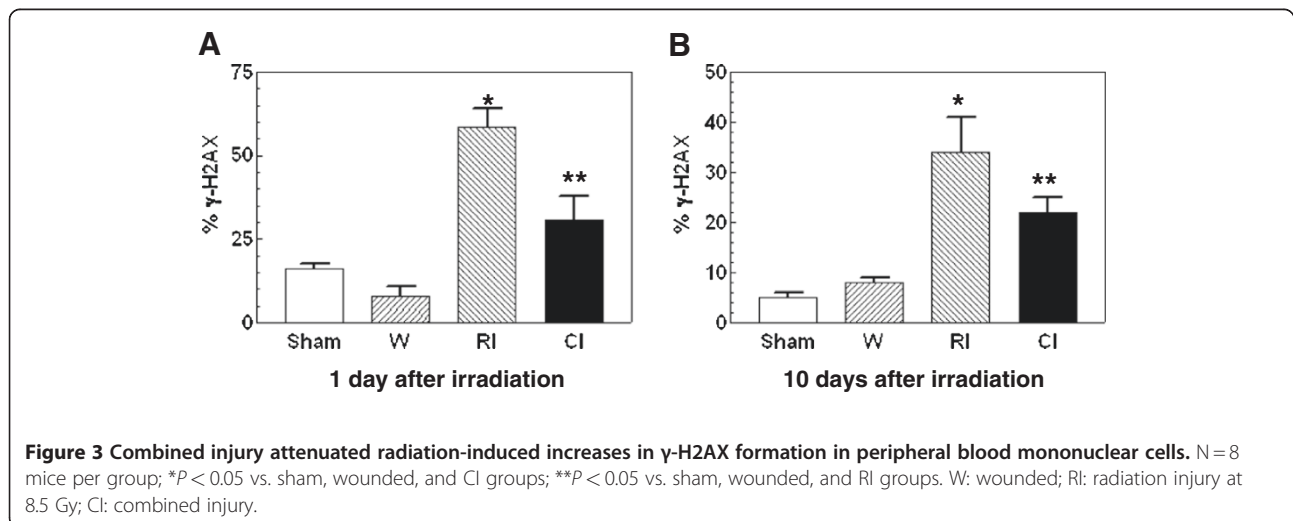 A
B
% γ-H2AX
75
50
25
0
*
**
Sham W RI CI
1 day after irradiation
% γ-H2AX
50
40
30
20
10
0
*
**
Sham W RI CI
10 days after irradiation
Figure 3 Combined injury attenuated radiation-induced increases in γ-H2AX formation in peripheral blood mononuclear cells. N = 8
mice per group; *P < 0.05 vs. sham, wounded, and CI groups; **P < 0.05 vs. sham, wounded, and RI groups. W: wounded; RI: radiation injury at
8.5 Gy; CI: combined injury.